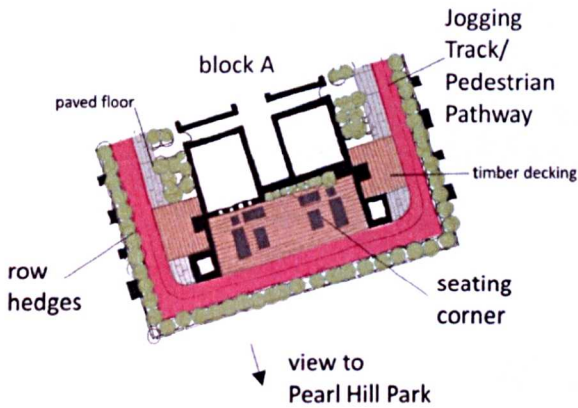 Jogging
Track/
Pedestrian
Pathway
block A
paved floor
timber decking
row
hedges
seating
corner
view to
Pearl Hill Park